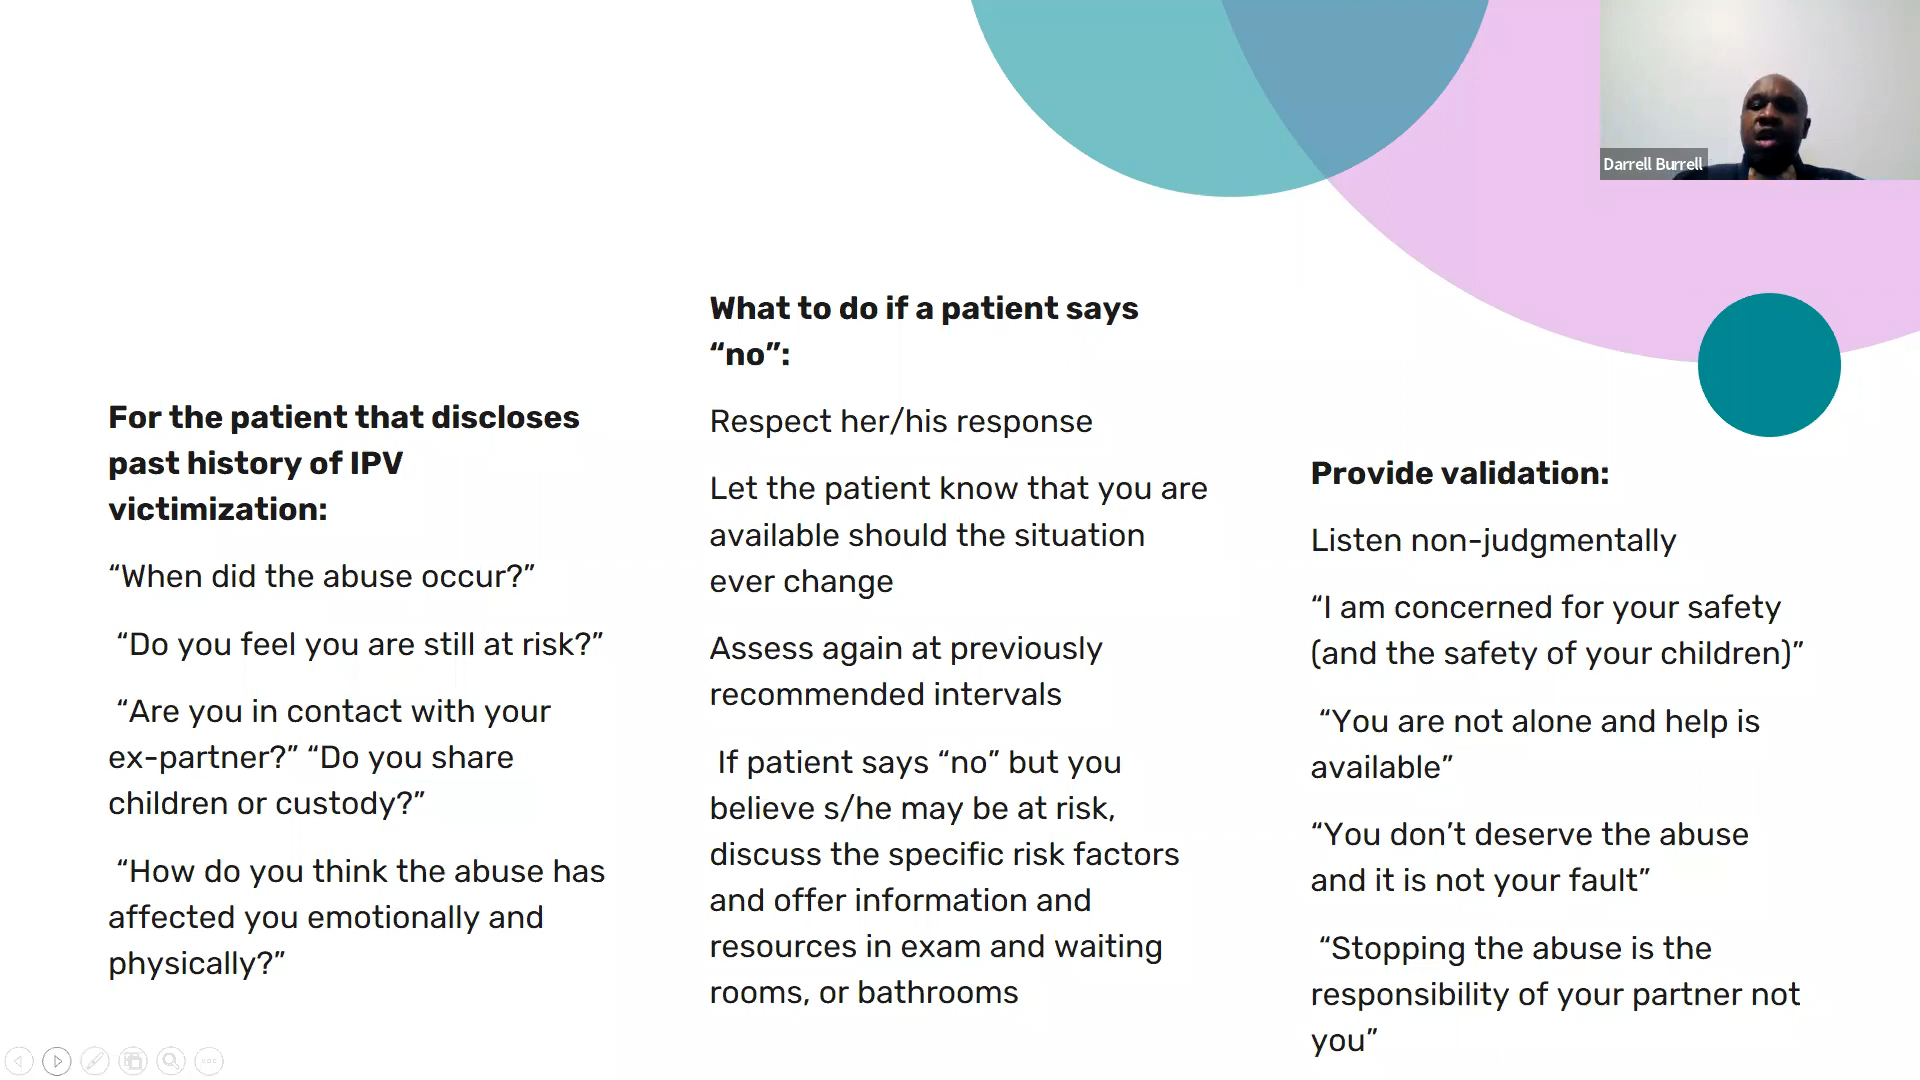 Darrell Burrell
For the patient that discloses
past history of IPV
victimization:
“When did the abuse occur?”
“Do you feel you are still at risk?”
“Are you in contact with your
ex-partner?” “Do you share
children or custody?”
“How do you think the abuse has
affected you emotionally and
physically?”
What to do if a patient says
“no”:
Respect her/his response
Let the patient know that you are
available should the situation
ever change
Assess again at previously
recommended intervals
If patient says “no” but you
believe s/he may be at risk,
discuss the specific risk factors
and offer information and
resources in exam and waiting
rooms, or bathrooms
Provide validation:
Listen non-judgmentally
“I am concerned for your safety
(and the safety of your children)”
“You are not alone and help is
available”
“You don’t deserve the abuse
and it is not your fault”
“Stopping the abuse is the
responsibility of your partner not
you”